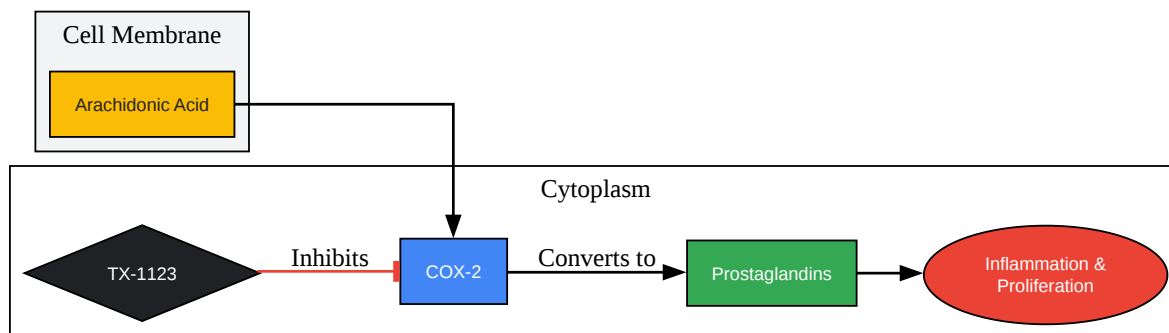 Cell Membrane
Arachidonic Acid
Cytoplasm
TX-1123
Inhibits
COX-2
Converts to
Prostaglandins
Inflammation &
Proliferation